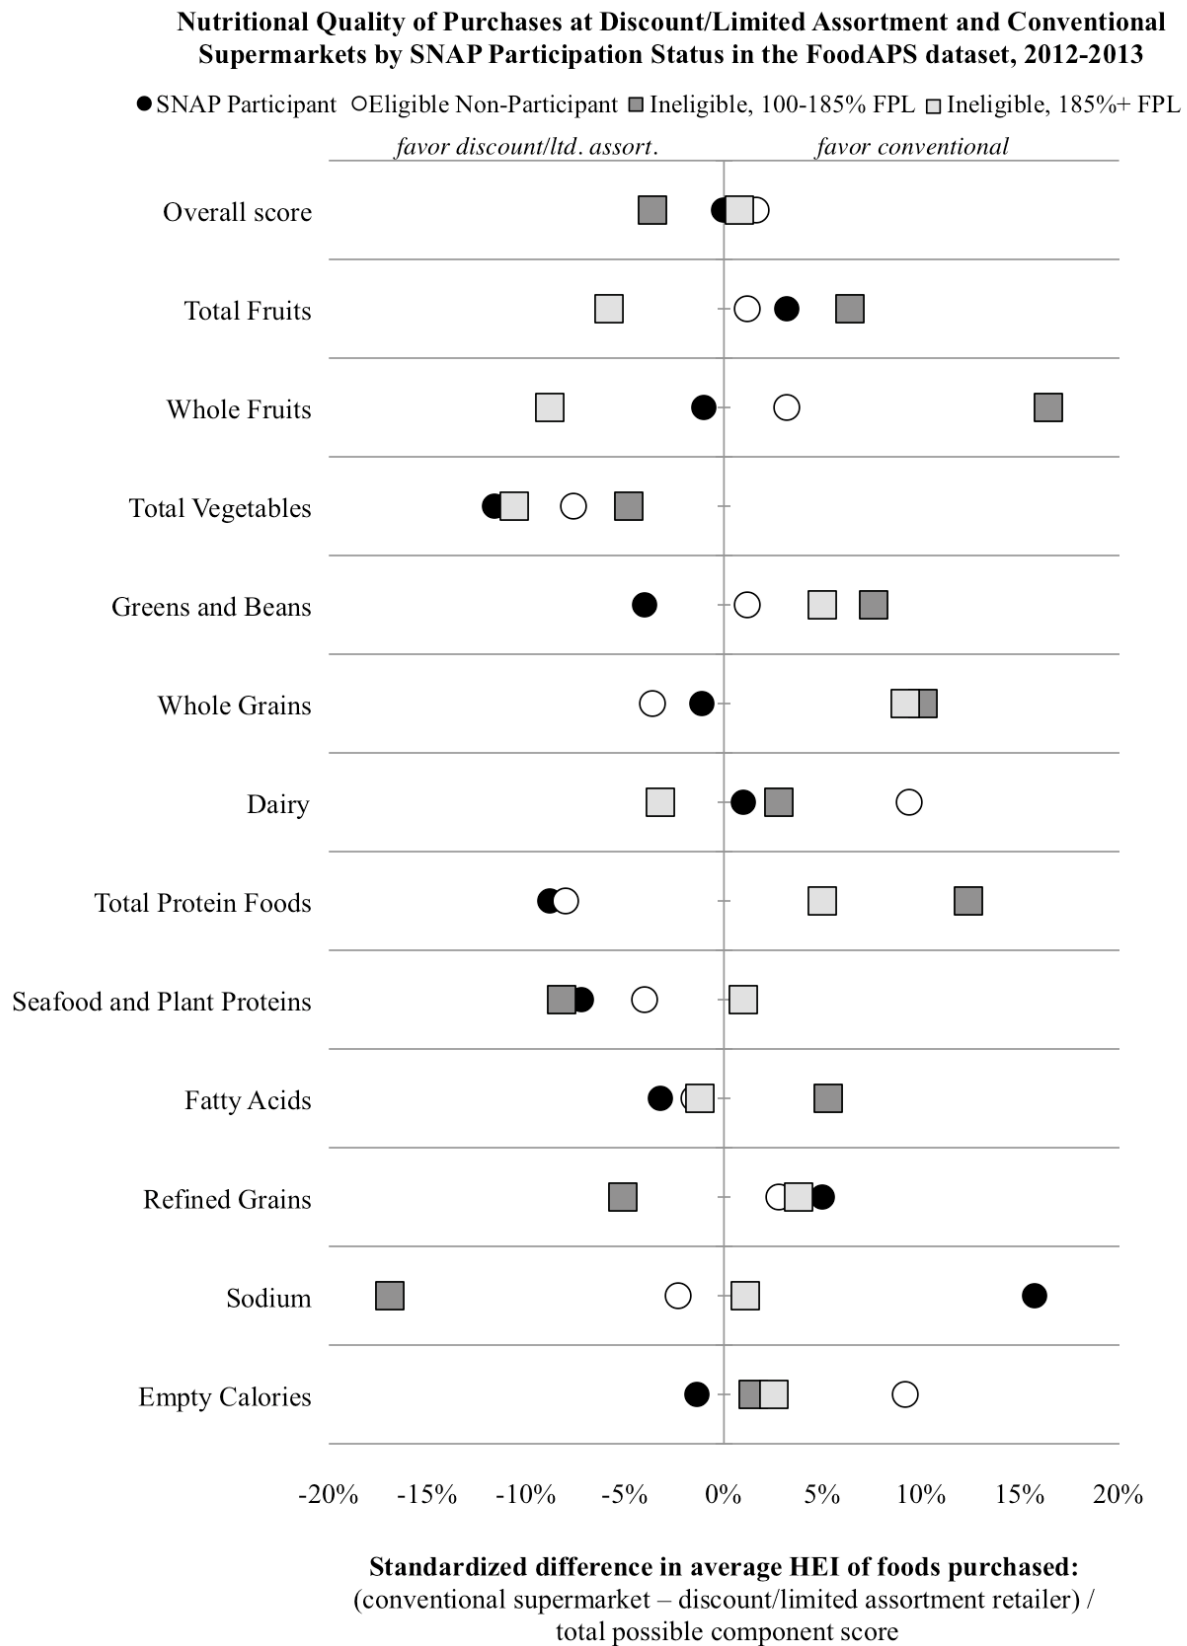 Nutritional Quality of Purchases at Discount/Limited Assortment and Conventional
Supermarkets by SNAP Participation Status in the FoodAPS dataset, 2012-2013
SNAP Participant Eligible Non-Participant Ineligible, 100-185% FPL Ineligible, 185%+ FPL
favor discount/ltd. assort. favor conventional
Overall score
Total Fruits
Whole Fruits
Total Vegetables
Greens and Beans
Whole Grains
Dairy
Total Protein Foods
Seafood and Plant Proteins
Fatty Acids
Refined Grains
Sodium
Empty Calories
-20% -15% -10% -5% 0% 5% 10% 15% 20%
Standardized difference in average HEI of foods purchased:
(conventional supermarket – discount/limited assortment retailer) /
total possible component score